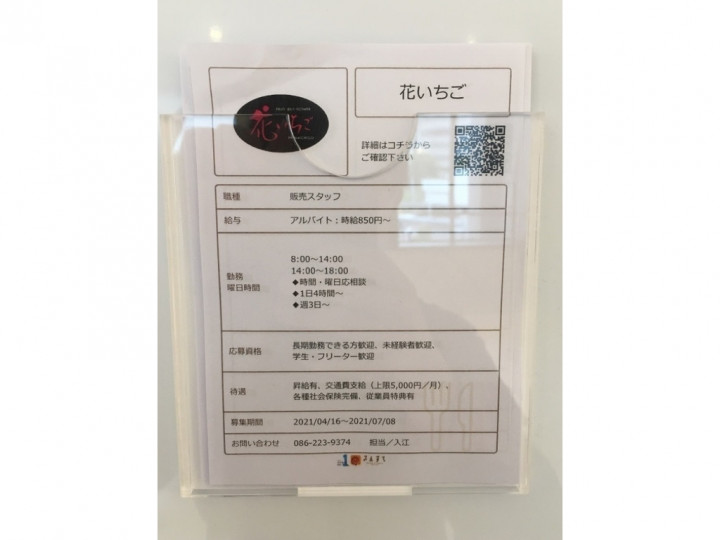 花いちご
花いちご
詳細はコチラから
ご確認下さい
職種 販売スタッフ
給与 アルバイト：時給850円～
勤務
曜日時間
8:00～14:00
14:00～18:00
◆時間・曜日応相談
◆1日4時間～
◆週3日～
応募資格 長期勤務できる方歓迎、未経験者歓迎、
学生・フリーター歓迎
待遇 昇給有、交通費支給（上限5,000円／月）、
各種社会保険完備、従業員特典有
募集期間 2021/04/16～2021/07/08
お問い合わせ 086-223-9374 担当／入江